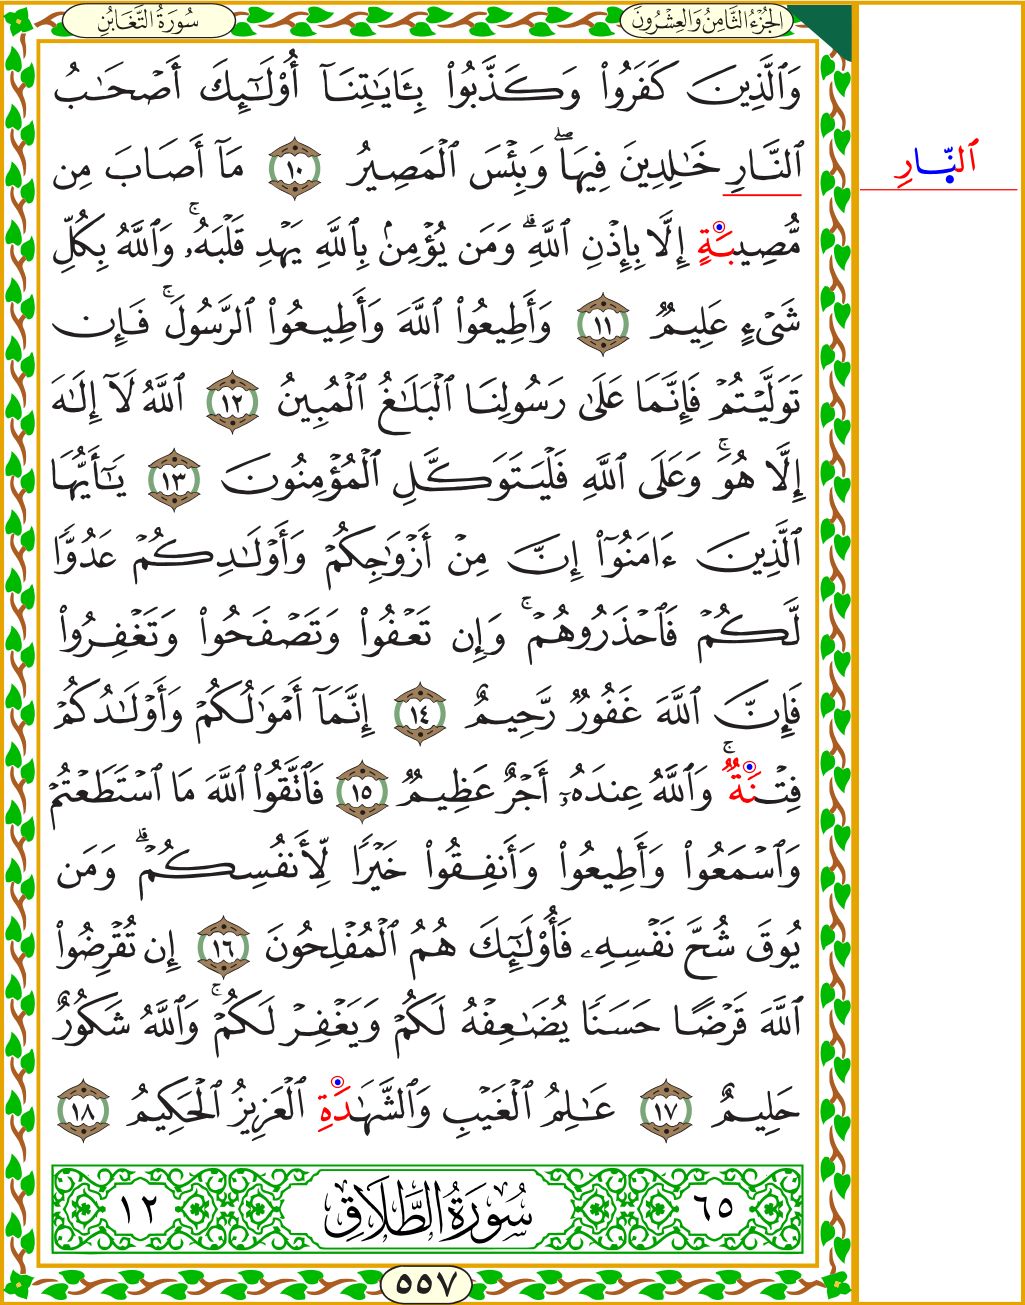 الجُزْءُ الثَّامِنُ وَالعِشْرُونَ
سُورَةُ التَّغَابُنِ
وَٱلَّذِينَ كَفَرُوا۟ وَكَذَّبُوا۟ بِـَٔايَـٰتِنَآ أُو۟لَـٰٓئِكَ أَصْحَـٰبُ
ٱلنَّارِ خَـٰلِدِينَ فِيهَا ۖ وَبِئْسَ ٱلْمَصِيرُ ١٠ مَآ أَصَابَ مِن
ٱلنَّارِ
مُّصِيبَةٍ إِلَّا بِإِذْنِ ٱللَّهِ ۗ وَمَن يُؤْمِنۢ بِٱللَّهِ يَهْدِ قَلْبَهُۥ ۚ وَٱللَّهُ بِكُلِّ
شَىْءٍ عَلِيمٌ ١١ وَأَطِيعُوا۟ ٱللَّهَ وَأَطِيعُوا۟ ٱلرَّسُولَ ۚ فَإِن
تَوَلَّيْتُمْ فَإِنَّمَا عَلَىٰ رَسُولِنَا ٱلْبَلَـٰغُ ٱلْمُبِينُ ١٢ ٱللَّهُ لَآ إِلَـٰهَ
إِلَّا هُوَ ۚ وَعَلَى ٱللَّهِ فَلْيَتَوَكَّلِ ٱلْمُؤْمِنُونَ ١٣ يَـٰٓأَيُّهَا
ٱلَّذِينَ ءَامَنُوٓا۟ إِنَّ مِنْ أَزْوَٰجِكُمْ وَأَوْلَـٰدِكُمْ عَدُوًّا
لَّكُمْ فَٱحْذَرُوهُمْ ۚ وَإِن تَعْفُوا۟ وَتَصْفَحُوا۟ وَتَغْفِرُوا۟
فَإِنَّ ٱللَّهَ غَفُورٌ رَّحِيمٌ ١٤ إِنَّمَآ أَمْوَٰلُكُمْ وَأَوْلَـٰدُكُمْ
فِتْنَةٌ ۚ وَٱللَّهُ عِندَهُۥٓ أَجْرٌ عَظِيمٌ ١٥ فَٱتَّقُوا۟ ٱللَّهَ مَا ٱسْتَطَعْتُمْ
وَٱسْمَعُوا۟ وَأَطِيعُوا۟ وَأَنفِقُوا۟ خَيْرًا لِّأَنفُسِكُمْ ۗ وَمَن
يُوقَ شُحَّ نَفْسِهِۦ فَأُو۟لَـٰٓئِكَ هُمُ ٱلْمُفْلِحُونَ ١٦ إِن تُقْرِضُوا۟
ٱللَّهَ قَرْضًا حَسَنًا يُضَـٰعِفْهُ لَكُمْ وَيَغْفِرْ لَكُمْ ۚ وَٱللَّهُ شَكُورٌ
حَلِيمٌ ١٧ عَـٰلِمُ ٱلْغَيْبِ وَٱلشَّهَـٰدَةِ ٱلْعَزِيزُ ٱلْحَكِيمُ ١٨
٦٥ سُورَةُ الطَّلَاقِ ١٢
٥٥٧